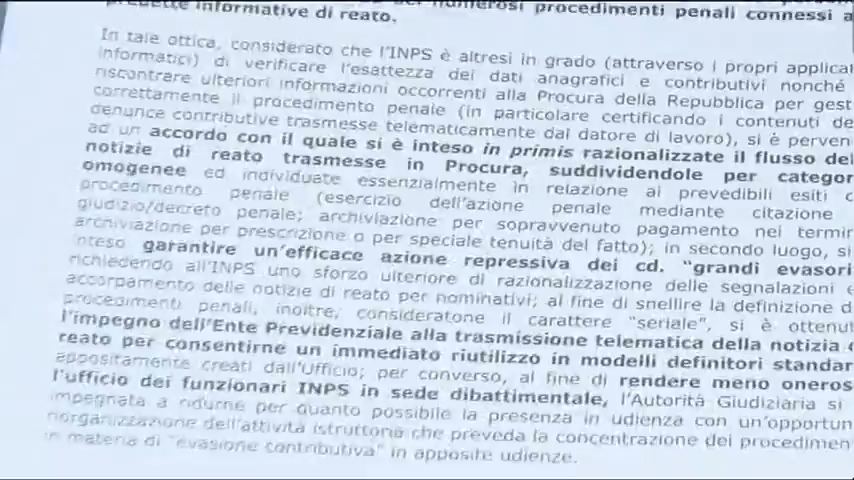 numerosi procedimenti penali connessi a
predette informative di reato.
In tale ottica, considerato che l'INPS è altresì in grado (attraverso i propri applicat
informatici) di verificare l'esattezza dei dati anagrafici e contributivi nonché
riscontrare ulteriori informazioni occorrenti alla Procura della Repubblica per gest
correttamente il procedimento penale (in particolare certificando i contenuti de
denunce contributive trasmesse telematicamente dal datore di lavoro), si è perven
ad un accordo con il quale si è inteso in primis razionalizzate il flusso del
notizie di reato trasmesse in Procura, suddividendole per categor
omogenee ed individuate essenzialmente in relazione ai prevedibili esiti d
procedimento penale (esercizio dell'azione penale mediante citazione
giudizio/decreto penale; archiviazione per sopravvenuto pagamento nei termin
archiviazione per prescrizione o per speciale tenuità del fatto); in secondo luogo, si
inteso garantire un'efficace azione repressiva dei cd. "grandi evasori
richiedendo all'INPS uno sforzo ulteriore di razionalizzazione delle segnalazioni e
accorpamento delle notizie di reato per nominativi; al fine di snellire la definizione d
procedimenti penali, inoltre, consideratone il carattere "seriale", si è ottenut
l'impegno dell'Ente Previdenziale alla trasmissione telematica della notizia d
reato per consentirne un immediato riutilizzo in modelli definitori standar
appositamente creati dall'Ufficio; per converso, al fine di rendere meno oneros
l'ufficio dei funzionari INPS in sede dibattimentale, l'Autorità Giudiziaria si
impegnata a ridurne per quanto possibile la presenza in udienza con un'opportun
riorganizzazione dell'attività istruttoria che preveda la concentrazione dei procedimen
in materia di "evasione contributiva" in apposite udienze.